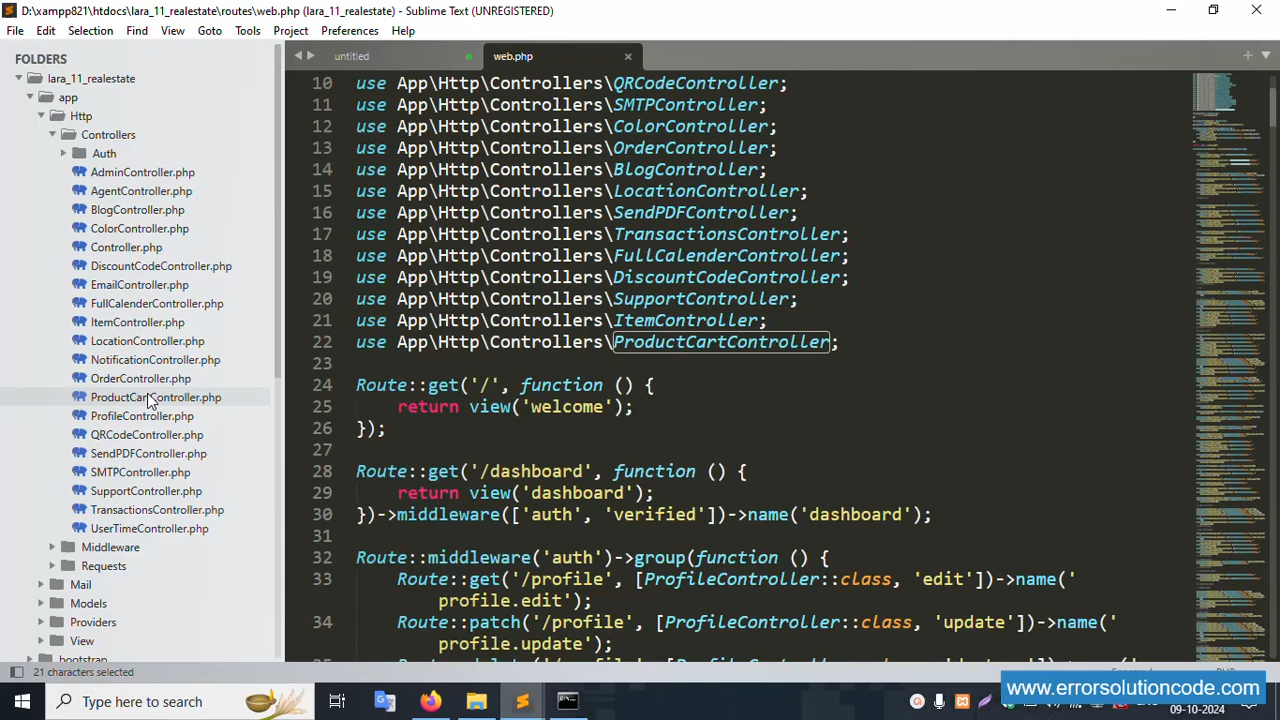 D:\xampp821\htdocs\lara_11_realestate\routes\web.php (lara_11_realestate) - Sublime Text (UNREGISTERED)
File Edit Selection Find View Goto Tools Project Preferences Help
FOLDERS
lara_11_realestate
app
Http
Controllers
Auth
AdminController.php
AgentController.php
BlogController.php
ColorController.php
Controller.php
DiscountCodeController.php
EmailController.php
FullCalenderController.php
ItemController.php
LocationController.php
NotificationController.php
OrderController.php
ProductCartController.php
ProfileController.php
QRCodeController.php
SendPDFController.php
SMTPController.php
SupportController.php
TransactionsController.php
UserTimeController.php
Middleware
Requests
Mail
Models
Providers
View
bootstrap
untitled web.php
10 use App\Http\Controllers\QRCodeController;
11 use App\Http\Controllers\SMTPController;
12 use App\Http\Controllers\ColorController;
13 use App\Http\Controllers\OrderController;
14 use App\Http\Controllers\BlogController;
15 use App\Http\Controllers\LocationController;
16 use App\Http\Controllers\SendPDFController;
17 use App\Http\Controllers\TransactionsController;
18 use App\Http\Controllers\FullCalenderController;
19 use App\Http\Controllers\DiscountCodeController;
20 use App\Http\Controllers\SupportController;
21 use App\Http\Controllers\ItemController;
22 use App\Http\Controllers\ProductCartController;
23
24 Route::get('/', function () {
25 return view('welcome');
26 });
27
28 Route::get('/dashboard', function () {
29 return view('dashboard');
30 })->middleware(['auth', 'verified'])->name('dashboard');
31
32 Route::middleware('auth')->group(function () {
33 Route::get('/profile', [ProfileController::class, 'edit'])->name('
profile.edit');
34 Route::patch('/profile', [ProfileController::class, 'update'])->name('
profile.update');
21 characters selected
Type here to search
www.errorsolutioncode.com
09-10-2024